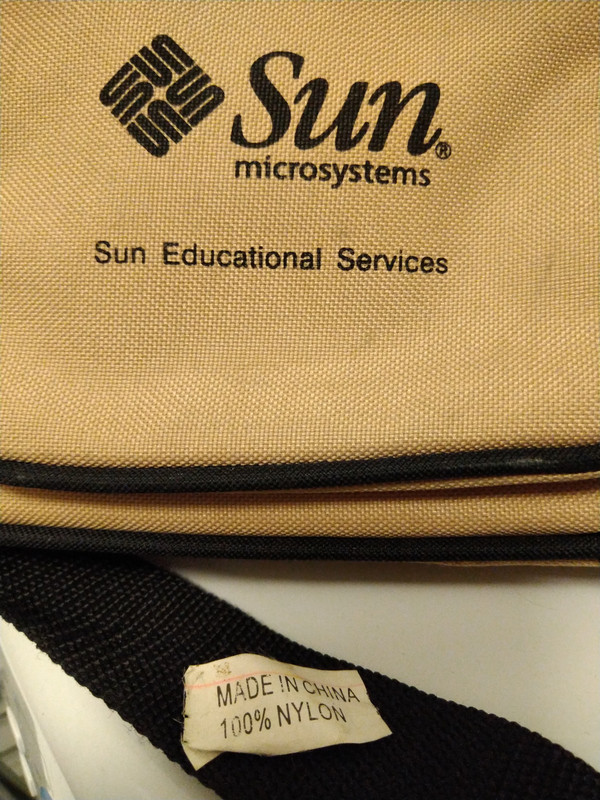 Sun®
microsystems
Sun Educational Services
MADE IN CHINA
100% NYLON